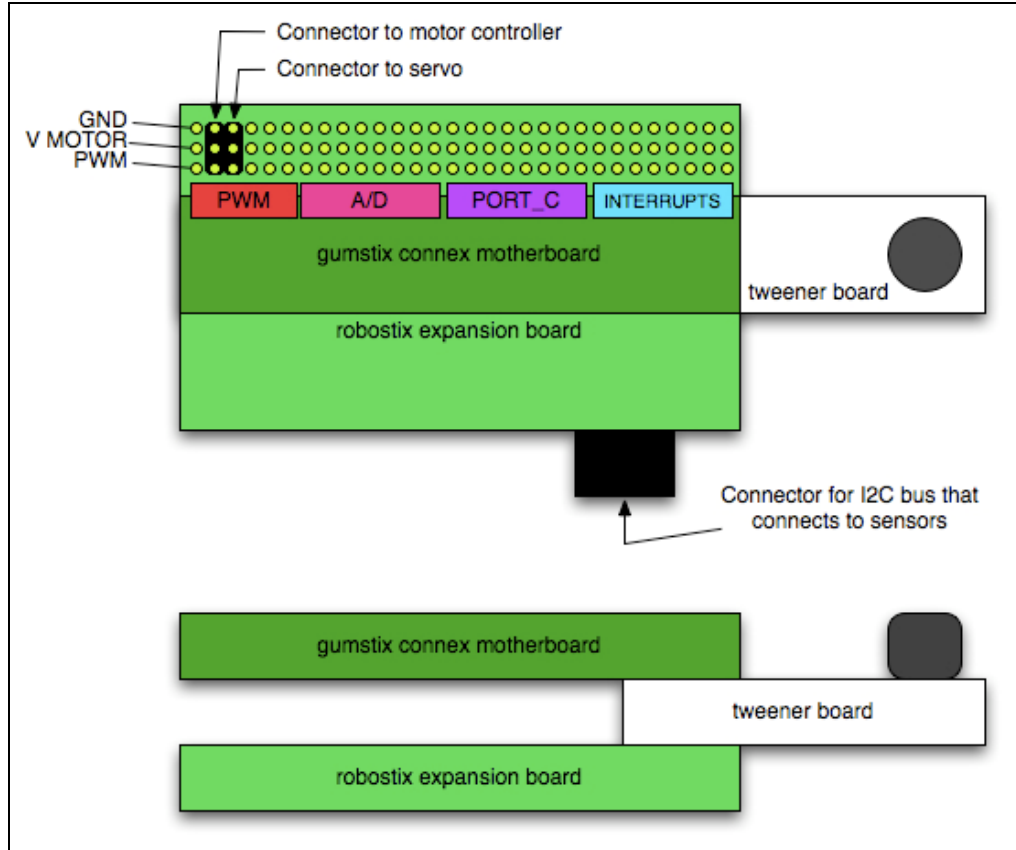 Connector to motor controller
Connector to servo
GND
V MOTOR
PWM
PWM
A/D
PORT_C
INTERRUPTS
gumstix connex motherboard
tweener board
robostix expansion board
Connector for I2C bus that
connects to sensors
gumstix connex motherboard
tweener board
robostix expansion board